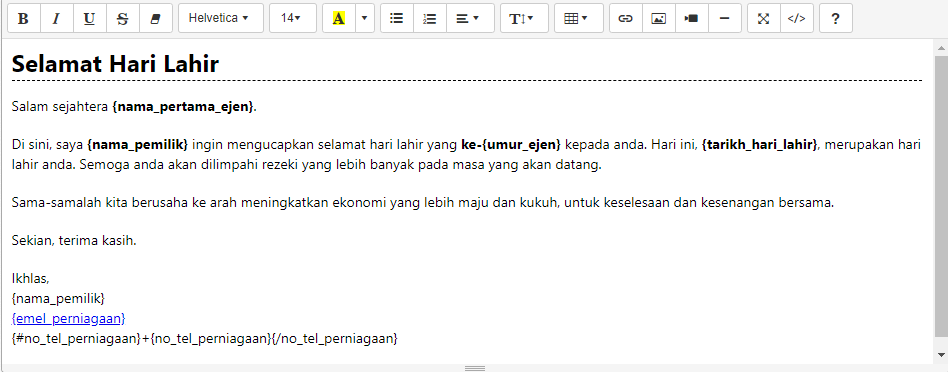 B I U S Helvetica 14 A T </> ?
Selamat Hari Lahir
Salam sejahtera {nama_pertama_ejen}.
Di sini, saya {nama_pemilik} ingin mengucapkan selamat hari lahir yang ke-{umur_ejen} kepada anda. Hari ini, {tarikh_hari_lahir}, merupakan hari
lahir anda. Semoga anda akan dilimpahi rezeki yang lebih banyak pada masa yang akan datang.
Sama-samalah kita berusaha ke arah meningkatkan ekonomi yang lebih maju dan kukuh, untuk keselesaan dan kesenangan bersama.
Sekian, terima kasih.
Ikhlas,
{nama_pemilik}
{emel_perniagaan}
{#no_tel_perniagaan}+{no_tel_perniagaan}{/no_tel_perniagaan}